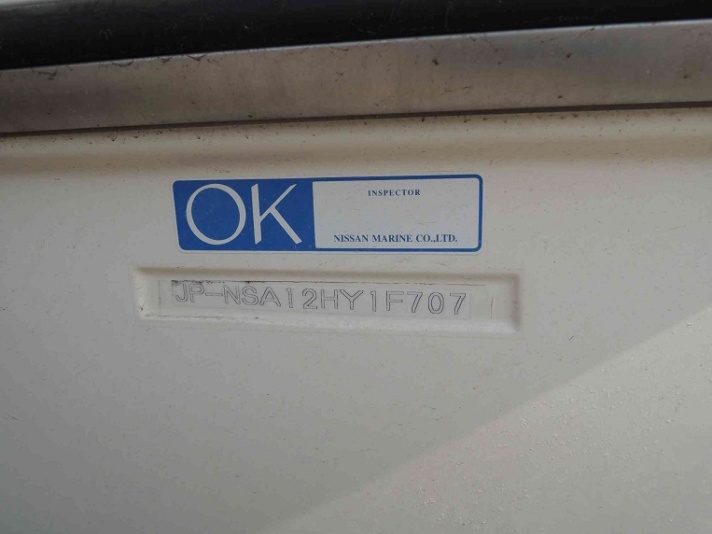 OK
INSPECTOR
NISSAN MARINE CO.,LTD.
JP-NSA12HY1F707